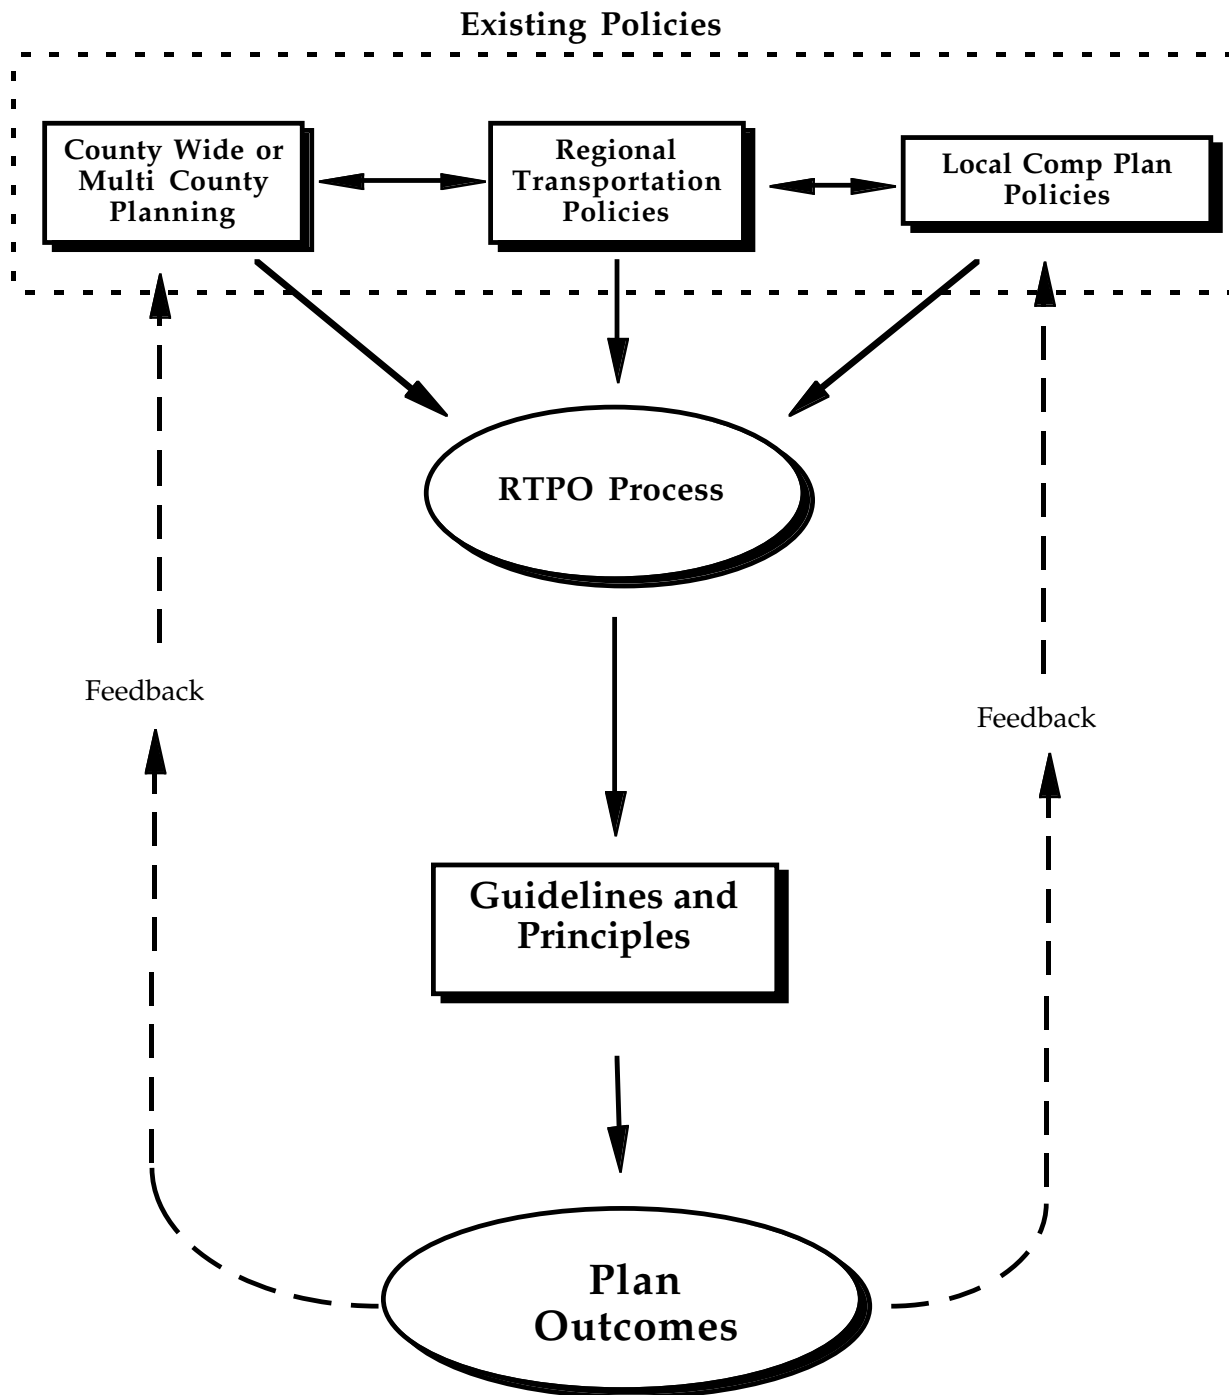 Existing Policies
County Wide or
Multi County
Planning
Regional
Transportation
Policies
Local Comp Plan
Policies
RTPO Process
Feedback
Feedback
Guidelines and
Principles
Plan
Outcomes